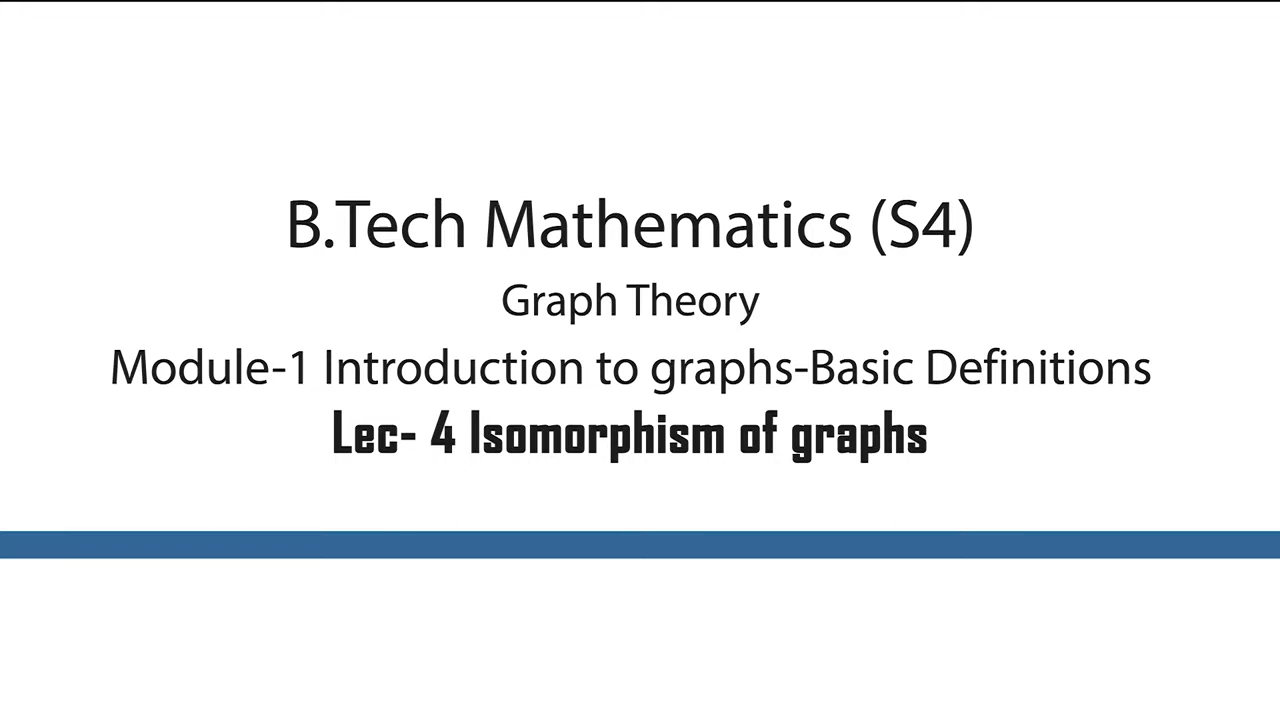 B.Tech Mathematics (S4)
Graph Theory
Module-1 Introduction to graphs-Basic Definitions
Lec- 4 Isomorphism of graphs